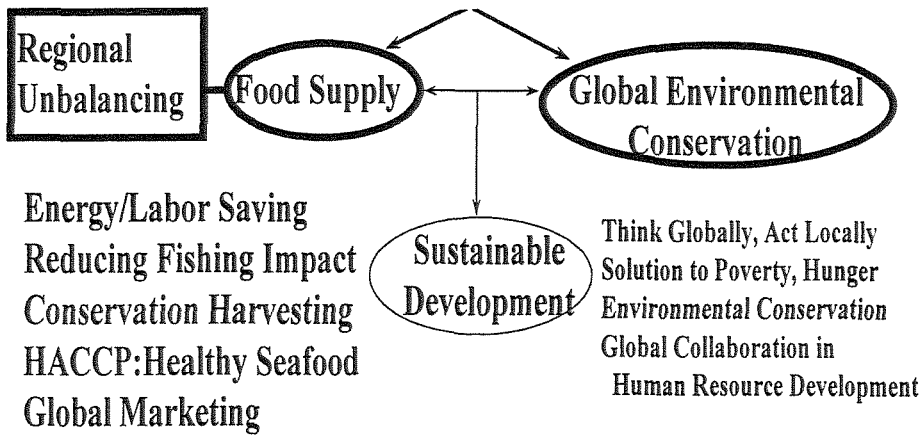 Regional
Unbalancing
Food Supply
Global Environmental
Conservation
Sustainable
Development
Energy/Labor Saving
Reducing Fishing Impact
Conservation Harvesting
HACCP:Healthy Seafood
Global Marketing
Think Globally, Act Locally
Solution to Poverty, Hunger
Environmental Conservation
Global Collaboration in
Human Resource Development